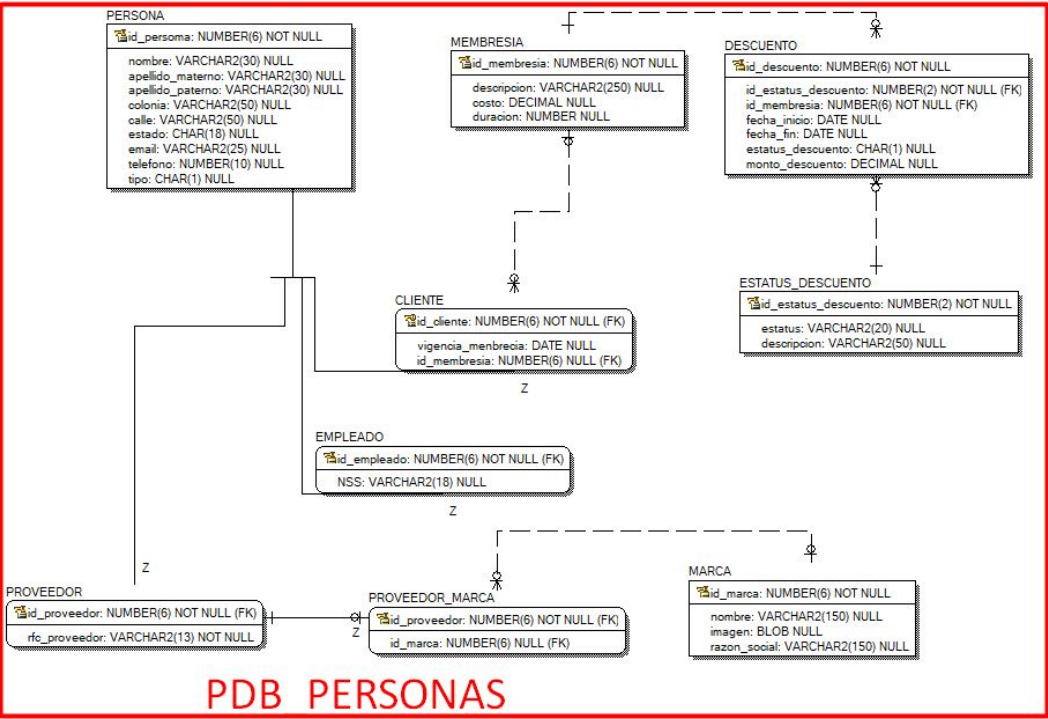 PERSONA
id_persoma: NUMBER(6) NOT NULL
nombre: VARCHAR2(30) NULL
apellido_materno: VARCHAR2(30) NULL
apellido_paterno: VARCHAR2(30) NULL
colonia: VARCHAR2(50) NULL
calle: VARCHAR2(50) NULL
estado: CHAR(18) NULL
email: VARCHAR2(25) NULL
telefono: NUMBER(10) NULL
tipo: CHAR(1) NULL
MEMBRESIA
id_membresia: NUMBER(6) NOT NULL
descripcion: VARCHAR2(250) NULL
costo: DECIMAL NULL
duracion: NUMBER NULL
DESCUENTO
id_descuento: NUMBER(6) NOT NULL
id_estatus_descuento: NUMBER(2) NOT NULL (FK)
id_membresia: NUMBER(6) NOT NULL (FK)
fecha_inicio: DATE NULL
fecha_fin: DATE NULL
estatus_descuento: CHAR(1) NULL
monto_descuento: DECIMAL NULL
ESTATUS_DESCUENTO
id_estatus_descuento: NUMBER(2) NOT NULL
estatus: VARCHAR2(20) NULL
descripcion: VARCHAR2(50) NULL
CLIENTE
id_cliente: NUMBER(6) NOT NULL (FK)
vigencia_menbrecia: DATE NULL
id_membresia: NUMBER(6) NULL (FK)
Z
EMPLEADO
id_empleado: NUMBER(6) NOT NULL (FK)
NSS: VARCHAR2(18) NULL
Z
Z
PROVEEDOR
id_proveedor: NUMBER(6) NOT NULL (FK)
rfc_proveedor: VARCHAR2(13) NOT NULL
Z
PROVEEDOR_MARCA
id_proveedor: NUMBER(6) NOT NULL (FK)
id_marca: NUMBER(6) NULL (FK)
MARCA
id_marca: NUMBER(6) NOT NULL
nombre: VARCHAR2(150) NULL
imagen: BLOB NULL
razon_social: VARCHAR2(150) NULL
PDB PERSONAS